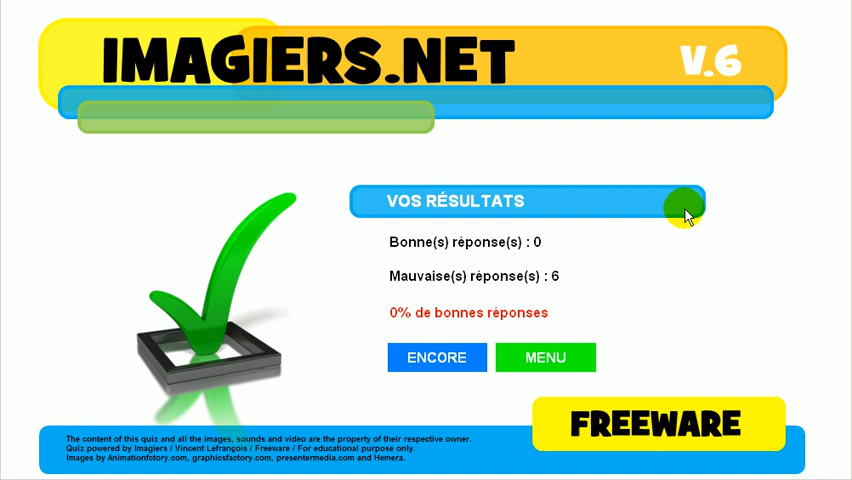 IMAGIERS.NET
V.6
VOS RÉSULTATS
Bonne(s) réponse(s) : 0
Mauvaise(s) réponse(s) : 6
0% de bonnes réponses
ENCORE
MENU
FREEWARE
The content of this quiz and all the images, sounds and video are the property of their respective owner.
Quiz powered by Imagiers / Vincent Lefrançois / Freeware / For educational purpose only.
Images by Animationfctory.com, graphicsfactory.com, presentermedia.com and Hemera.